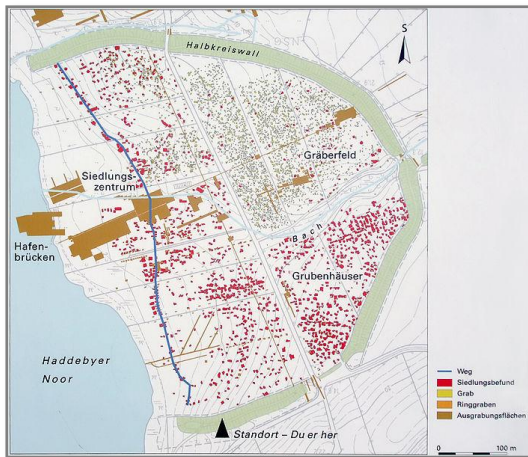 S
Halbkreiswall
Gräberfeld
Siedlungs-
zentrum
Hafen-
brücken
Bach
Grubenhäuser
Haddebyer
Noor
Weg
Siedlungsbefund
Grab
Ringgraben
Ausgrabungsflächen
0 100 m
Standort – Du er her